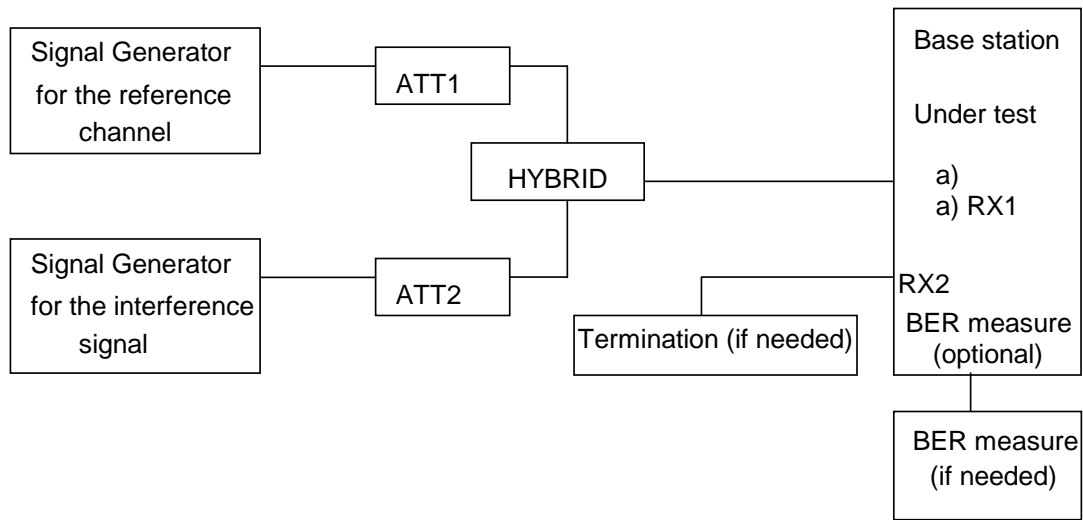 Signal Generator
for the reference
channel
ATT1
HYBRID
Signal Generator
for the interference
signal
ATT2
Termination (if needed)
Base station
Under test
a)
a) RX1
RX2
BER measure
(optional)
BER measure
(if needed)